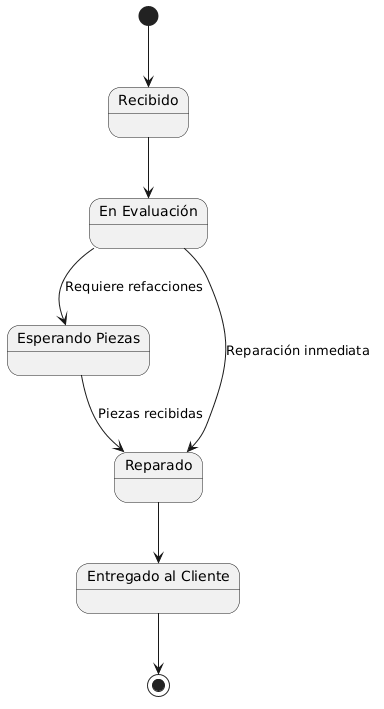 Recibido
En Evaluación
Requiere refacciones
Esperando Piezas
Reparación inmediata
Piezas recibidas
Reparado
Entregado al Cliente